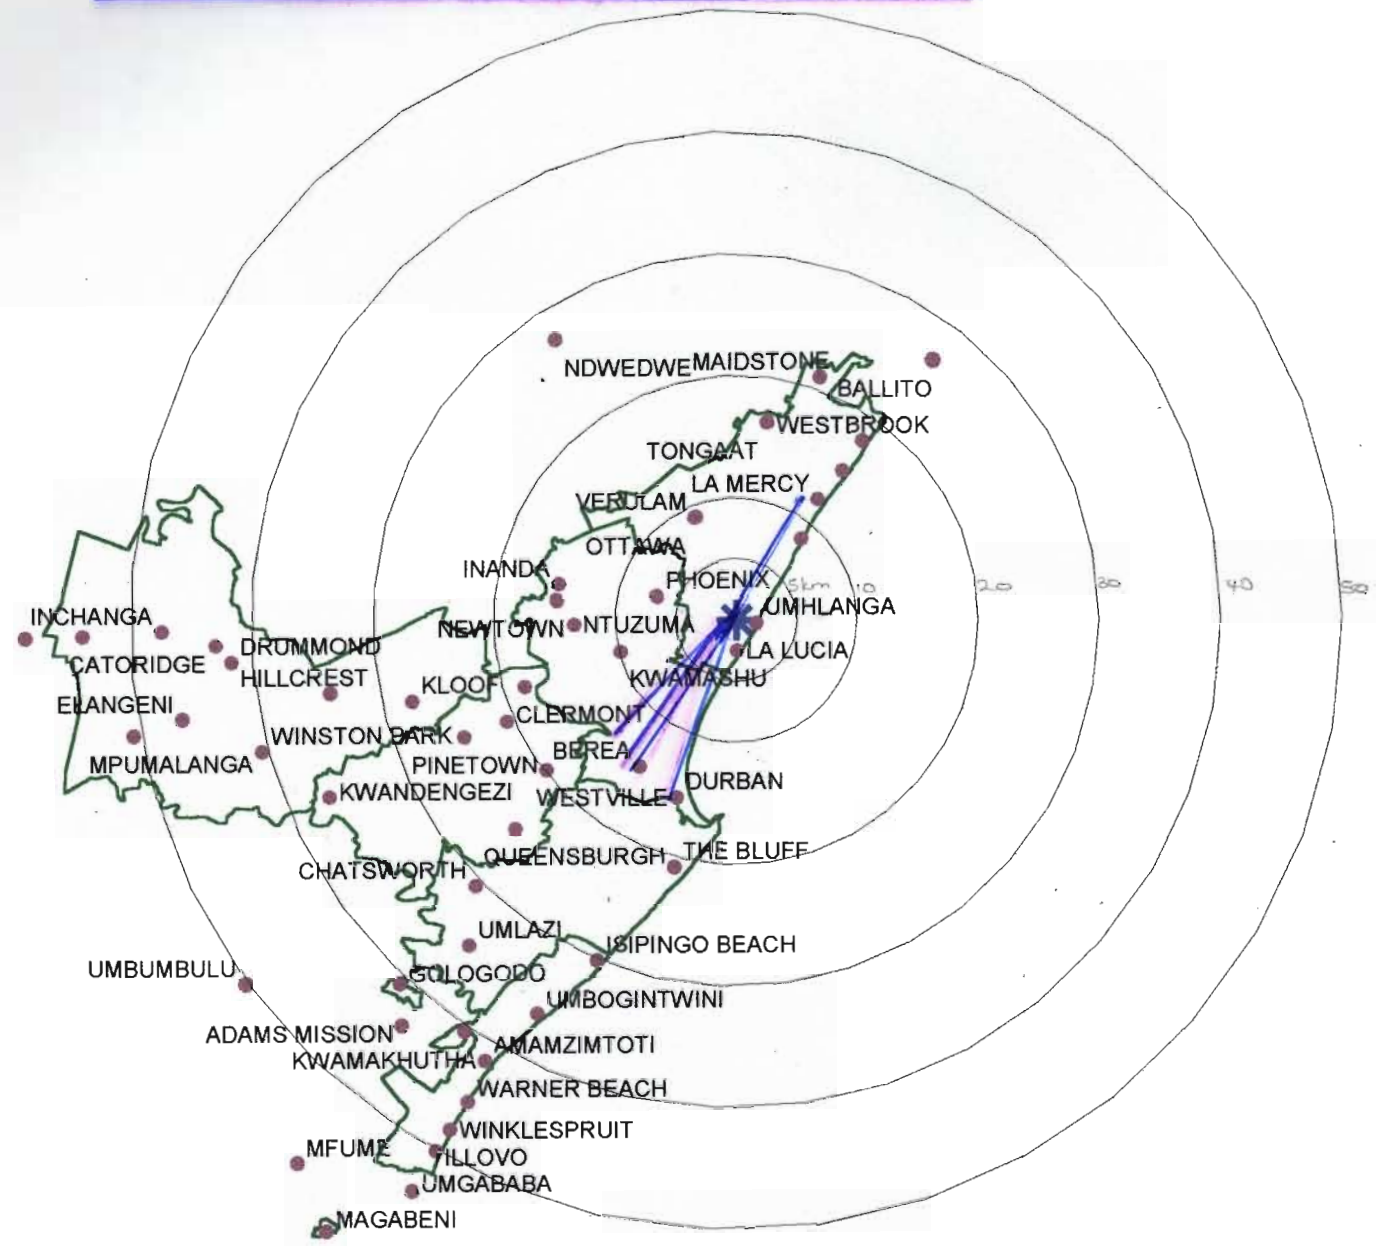 NDWEDWE MAIDSTONE
BALLITO
WESTBROOK
TONGAAT
LA MERCY
VERULAM
OTTAWA
INANDA
PHOENIX
5km 10 20 30 40 50
INCHANGA
UMHLANGA
NEWTOWN
NTUZUMA
DRUMMOND
LA LUCIA
CATORIDGE
HILLCREST
KWAMASHU
KLOOF
ELANGENI
CLERMONT
WINSTON PARK
BEREA
MPUMALANGA
PINETOWN
DURBAN
KWANDENGEZI
WESTVILLE
THE BLUFF
QUEENSBURGH
CHATSWORTH
UMLAZI
ISIPINGO BEACH
UMBUMBULU
GOLOGODO
UMBOGINTWINI
ADAMS MISSION
AMAMZIMTOTI
KWAMAKHUTHA
WARNER BEACH
WINKLESPRUIT
MFUME
ILLOVO
UMGABABA
MAGABENI